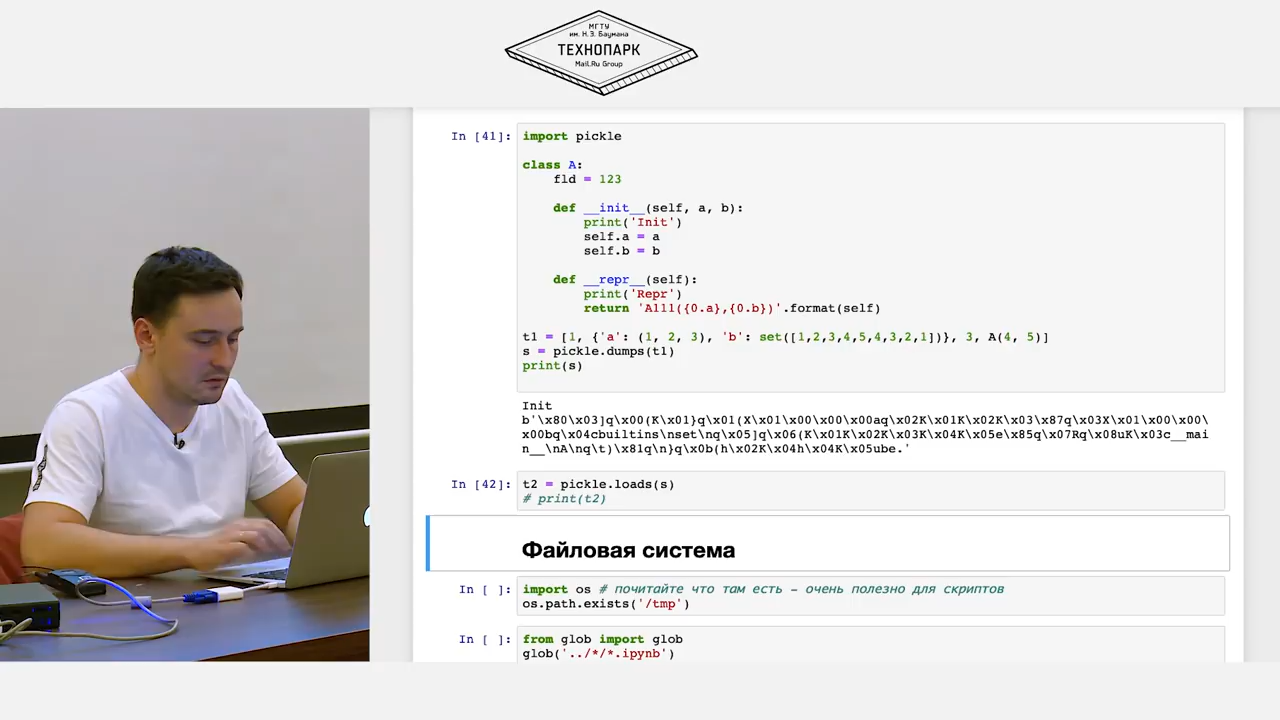 МГТУ
им. Н.Э. Баумана
ТЕХНОПАРК
Mail.Ru Group
In [41]: import pickle
class A:
fld = 123
def __init__(self, a, b):
print('Init')
self.a = a
self.b = b
def __repr__(self):
print('Repr')
return 'A111({0.a},{0.b})'.format(self)
t1 = [1, {'a': (1, 2, 3), 'b': set([1,2,3,4,5,4,3,2,1])}, 3, A(4, 5)]
s = pickle.dumps(t1)
print(s)
Init
b'\x80\x03]q\x00(K\x01}q\x01(X\x01\x00\x00\x00aq\x02K\x01K\x02K\x03\x87q\x03X\x01\x00\x00\
x00bq\x04cbuiltins\nset\nq\x05]q\x06(K\x01K\x02K\x03K\x04K\x05e\x85q\x07Rq\x08uK\x03c__mai
n__\nA\nq\t)\x81q\n}q\x0b(h\x02K\x04h\x04K\x05ube.'
In [42]: t2 = pickle.loads(s)
# print(t2)
Файловая система
In [ ]: import os # почитайте что там есть - очень полезно для скриптов
os.path.exists('/tmp')
In [ ]: from glob import glob
glob('../*/*.ipynb')